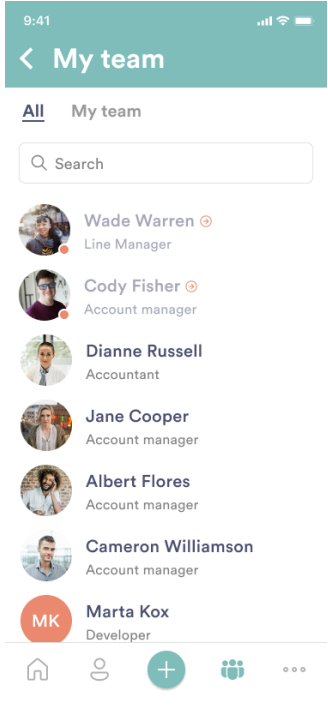 9:41
My team
All My team
Search
Wade Warren
Line Manager
Cody Fisher
Account manager
Dianne Russell
Accountant
Jane Cooper
Account manager
Albert Flores
Account manager
Cameron Williamson
Account manager
MK Marta Kox
Developer